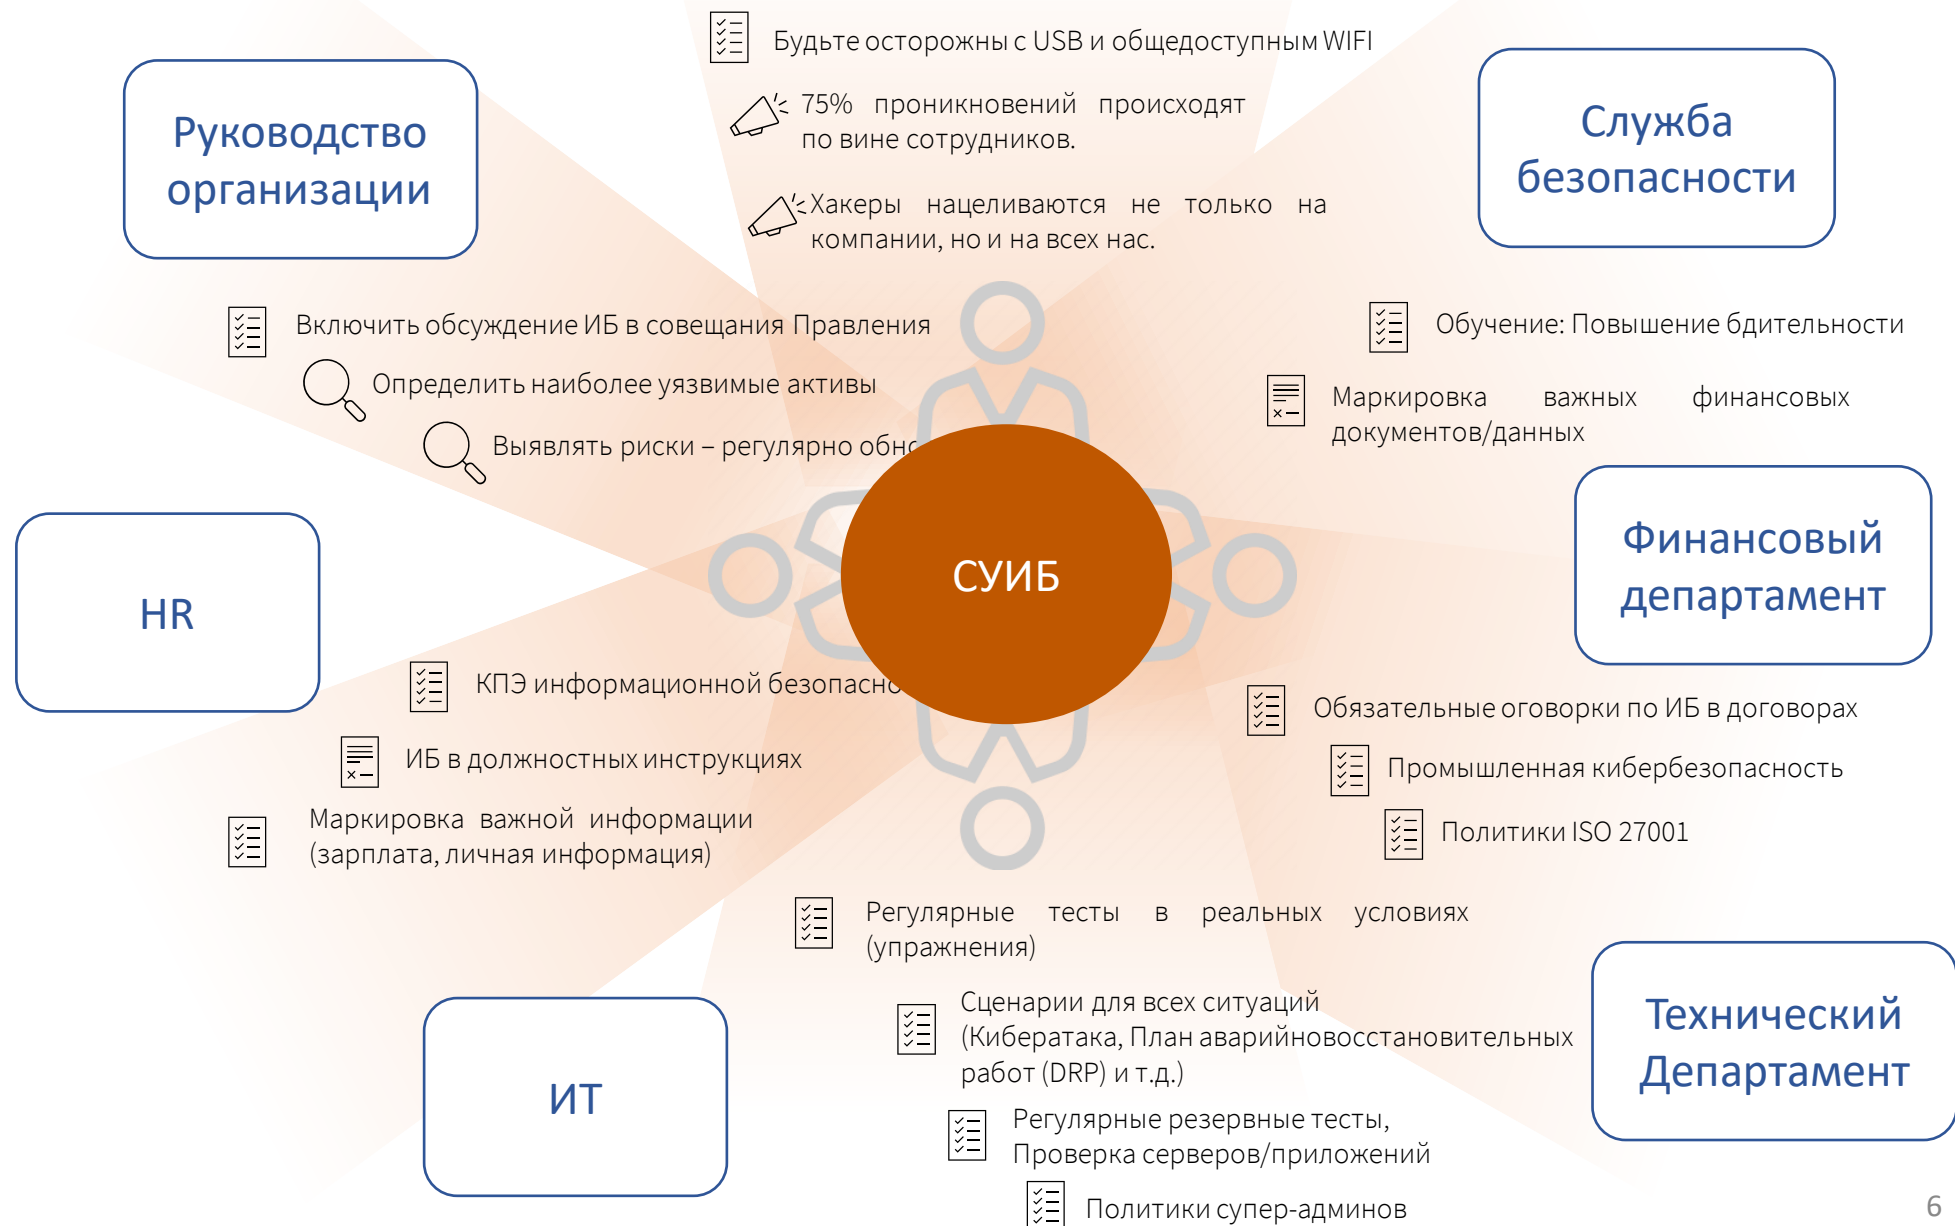 Будьте осторожны с USB и общедоступным WIFI
75% проникновений происходят
по вине сотрудников.
Хакеры нацеливаются не только на
компании, но и на всех нас.
Руководство
организации
Служба
безопасности
Включить обсуждение ИБ в совещания Правления
Определить наиболее уязвимые активы
Выявлять риски – регулярно
Обучение: Повышение бдительности
Маркировка важных финансовых
документов/данных
СУИБ
HR
Финансовый
департамент
КПЭ информационной
ИБ в должностных инструкциях
Маркировка важной информации
(зарплата, личная информация)
Обязательные оговорки по ИБ в договорах
Промышленная кибербезопасность
Политики ISO 27001
Регулярные тесты в реальных условиях
(упражнения)
Сценарии для всех ситуаций
(Кибератака, План аварийновосстановительных
работ (DRP) и т.д.)
Регулярные резервные тесты,
Проверка серверов/приложений
Политики супер-админов
ИТ
Технический
Департамент
6